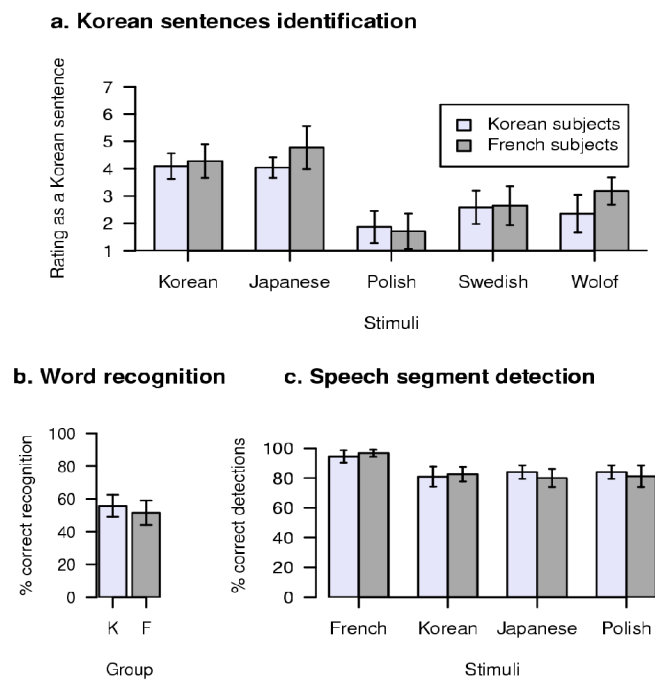 a. Korean sentences identification
Rating as a Korean sentence
7
6
5
4
3
2
1
Korean subjects
French subjects
Korean Japanese Polish Swedish Wolof
Stimuli
b. Word recognition
% correct recognition
100
80
60
40
20
0
K F
Group
c. Speech segment detection
% correct detections
100
80
60
40
20
0
French Korean Japanese Polish
Stimuli